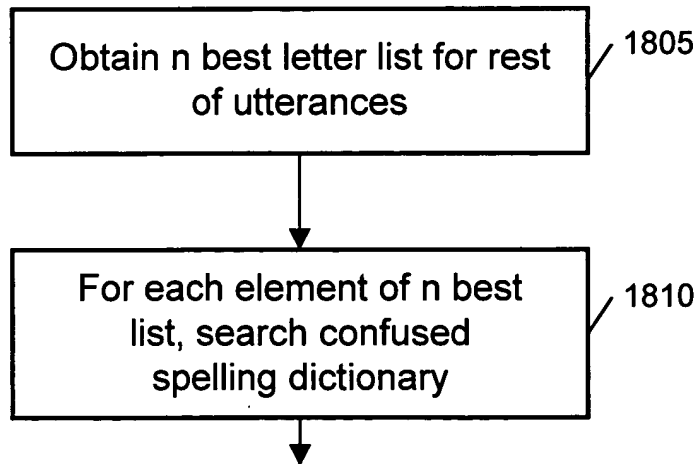 Obtain n best letter list for rest
of utterances
1805
For each element of n best
list, search confused
spelling dictionary
1810